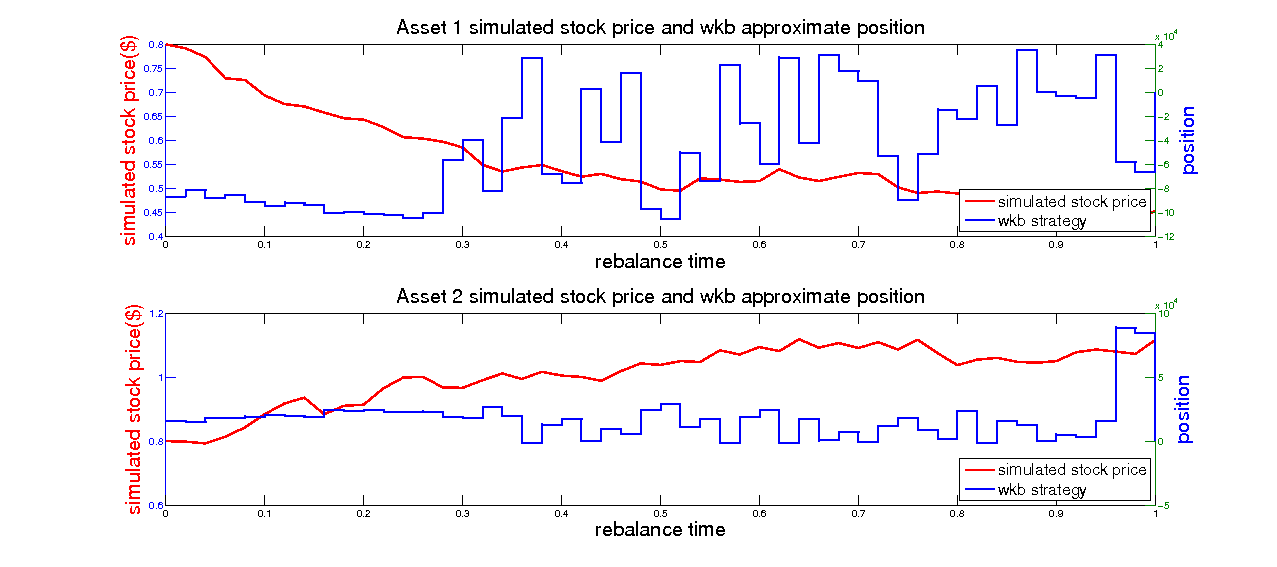 Asset 1 simulated stock price and wkb approximate position
x 10^4
simulated stock price($)
0.8
0.75
0.7
0.65
0.6
0.55
0.5
0.45
0.4
4
2
0
-2
-4
-6
-8
-10
-12
position
simulated stock price
wkb strategy
0 0.1 0.2 0.3 0.4 0.5 0.6 0.7 0.8 0.9 1
rebalance time
Asset 2 simulated stock price and wkb approximate position
x 10^4
simulated stock price($)
1.2
1
0.8
0.6
10
5
0
-5
position
simulated stock price
wkb strategy
0 0.1 0.2 0.3 0.4 0.5 0.6 0.7 0.8 0.9 1
rebalance time